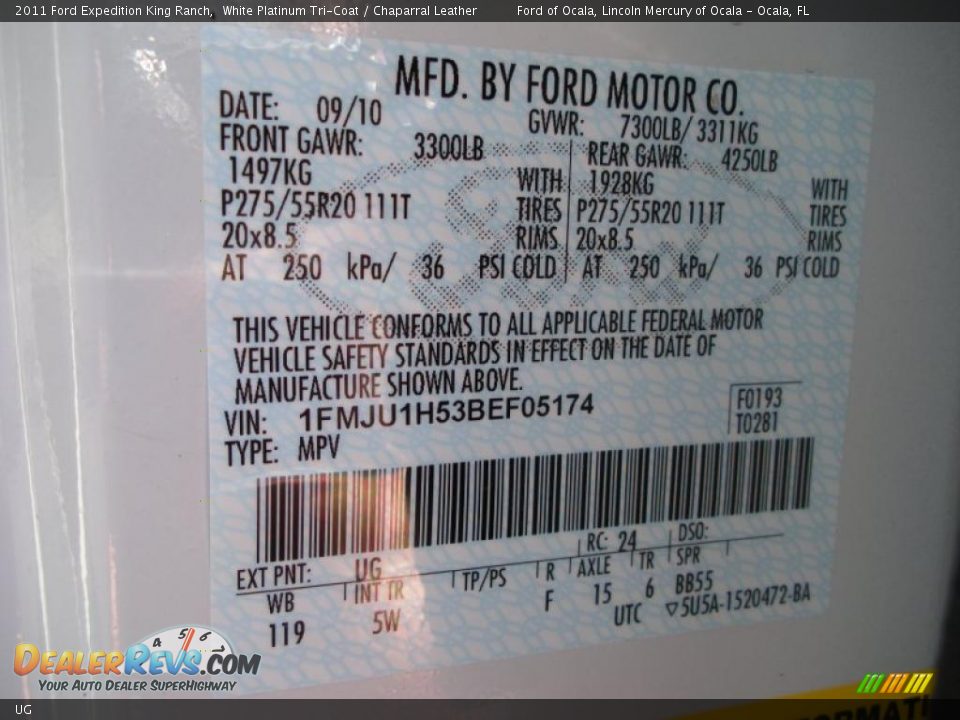 2011 Ford Expedition King Ranch, White Platinum Tri-Coat / Chaparral Leather Ford of Ocala, Lincoln Mercury of Ocala - Ocala, FL
MFD. BY FORD MOTOR CO.
DATE: 09/10 GVWR: 7300LB/ 3311KG
FRONT GAWR: 3300LB REAR GAWR: 4250LB
1497KG WITH 1928KG WITH
P275/55R20 111T TIRES P275/55R20 111T TIRES
20x8.5 RIMS 20x8.5 RIMS
AT 250 kPa/ 36 PSI COLD AT 250 kPa/ 36 PSI COLD
THIS VEHICLE CONFORMS TO ALL APPLICABLE FEDERAL MOTOR
VEHICLE SAFETY STANDARDS IN EFFECT ON THE DATE OF
MANUFACTURE SHOWN ABOVE.
VIN: 1FMJU1H53BEF05174 F0193
TYPE: MPV T0281
EXT PNT: UG RC: 24 DSO:
WB INT TR TP/PS R AXLE TR SPR
119 5W F 15 6 BB55
UTC ▽5U5A-1520472-BA
4 5 6
DEALERREVS.COM
YOUR AUTO DEALER SUPERHIGHWAY
UG